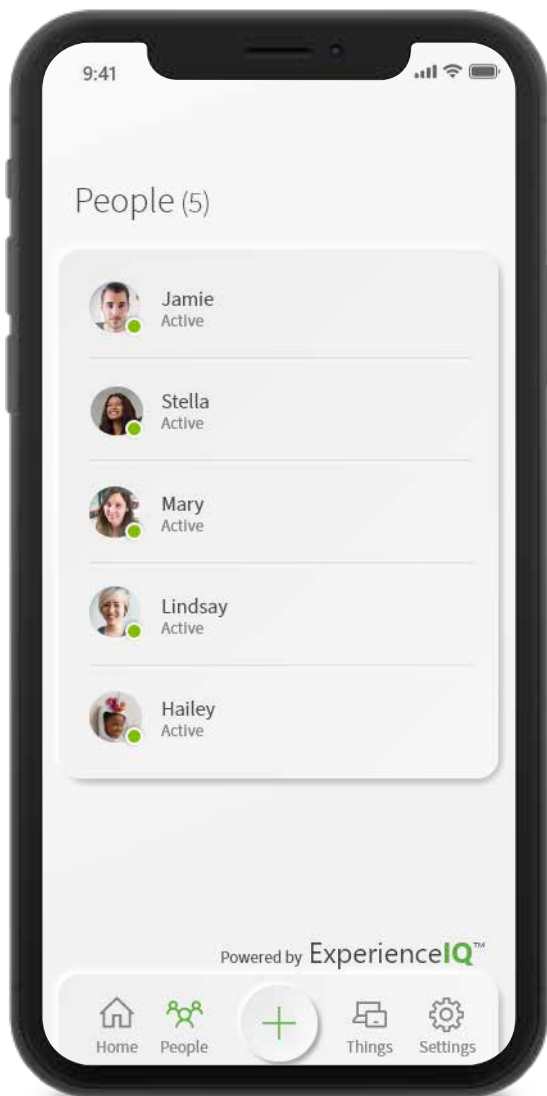 9:41
People (5)
Jamie
Active
Stella
Active
Mary
Active
Lindsay
Active
Hailey
Active
Powered by ExperienceIQ™
Home People Things Settings